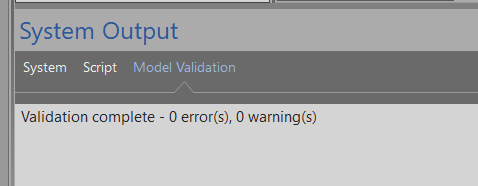 System Output
System Script Model Validation
Validation complete - 0 error(s), 0 warning(s)